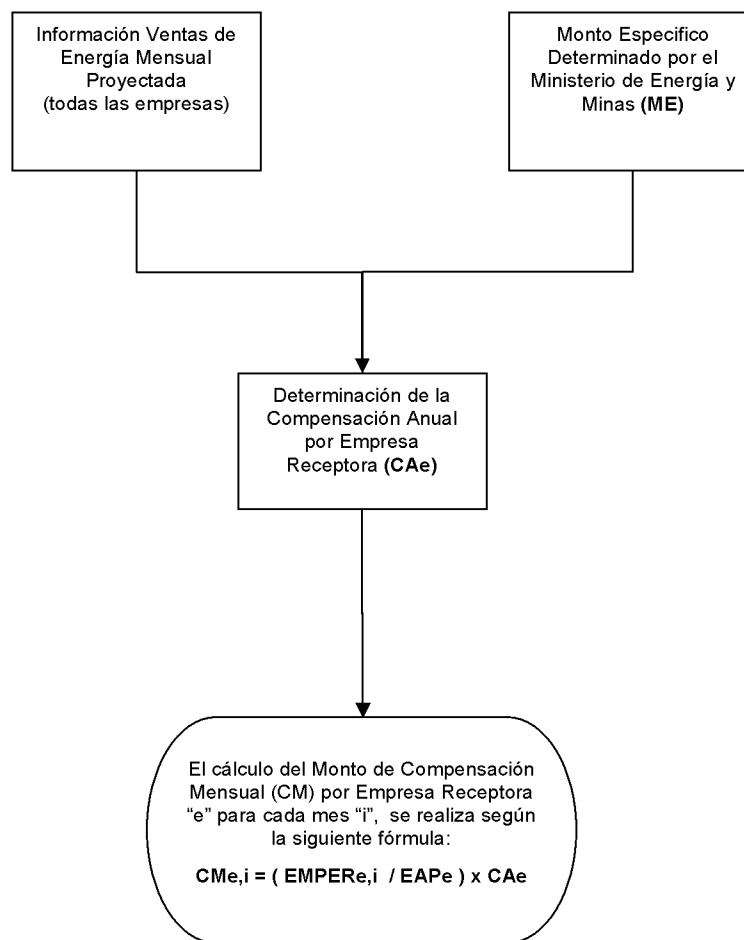 Información Ventas de
Energía Mensual
Proyectada
(todas las empresas)
Monto Especifico
Determinado por el
Ministerio de Energía y
Minas (ME)
Determinación de la
Compensación Anual
por Empresa
Receptora (CAe)
El cálculo del Monto de Compensación
Mensual (CM) por Empresa Receptora
“e” para cada mes “i”, se realiza según
la siguiente fórmula:
CMe,i = ( EMPERe,i / EAPe ) x CAe